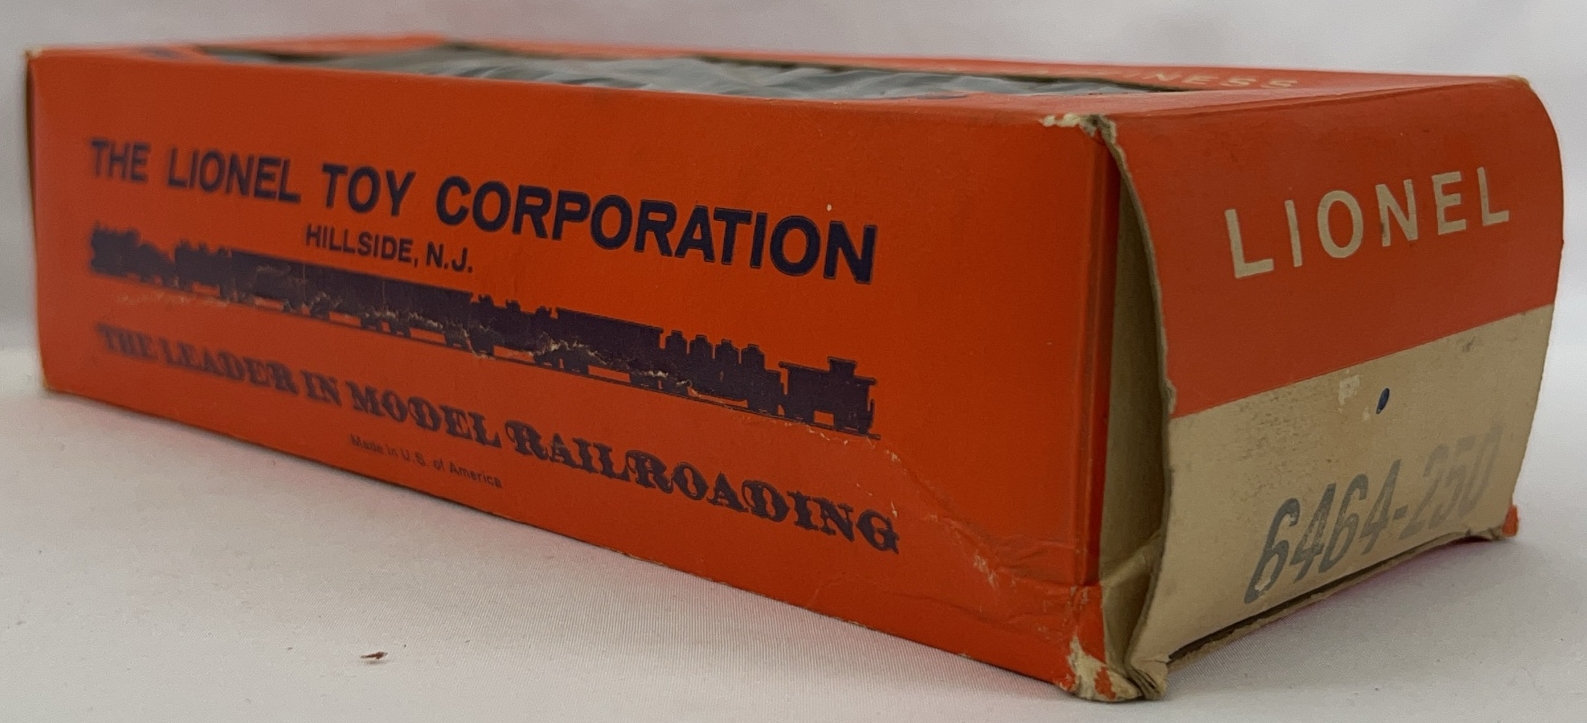 THE LIONEL TOY CORPORATION
HILLSIDE, N.J.
THE LEADER IN MODEL RAILROADING
Made in U.S. of America
LIONEL
6464-250